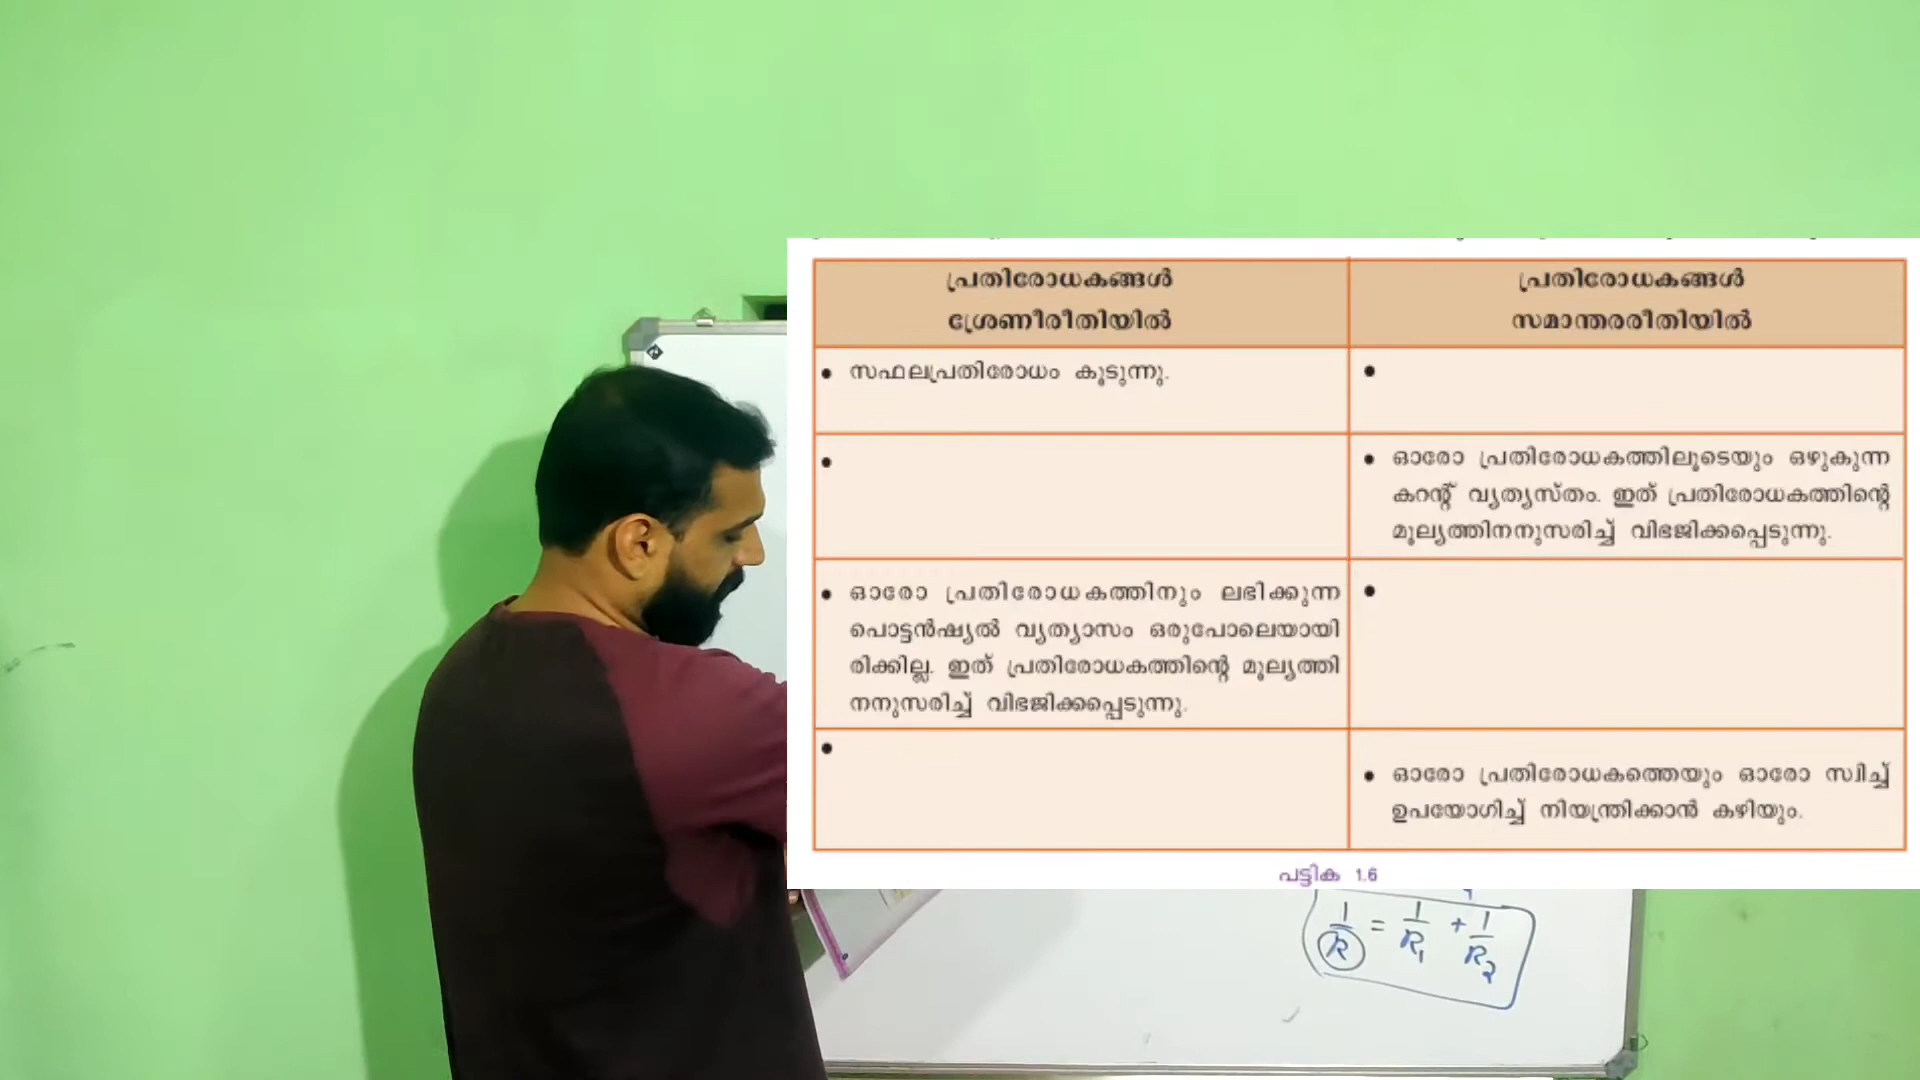 പ്രതിരോധകങ്ങൾ
ശ്രേണീരീതിയിൽ
പ്രതിരോധകങ്ങൾ
സമാന്തരരീതിയിൽ
• സഫലപ്രതിരോധം കൂടുന്നു.
•
•
• ഓരോ പ്രതിരോധകത്തിലൂടെയും ഒഴുകുന്ന
കറന്റ് വ്യത്യസ്തം. ഇത് പ്രതിരോധകത്തിന്റെ
മൂല്യത്തിനനുസരിച്ച് വിഭജിക്കപ്പെടുന്നു.
• ഓരോ പ്രതിരോധകത്തിനും ലഭിക്കുന്ന
പൊട്ടൻഷ്യൽ വ്യത്യാസം ഒരുപോലെയായി
രിക്കില്ല. ഇത് പ്രതിരോധകത്തിന്റെ മൂല്യത്തി
നനുസരിച്ച് വിഭജിക്കപ്പെടുന്നു.
•
•
• ഓരോ പ്രതിരോധകത്തെയും ഓരോ സ്വിച്ച്
ഉപയോഗിച്ച് നിയന്ത്രിക്കാൻ കഴിയും.
പട്ടിക 1.6
1/R = 1/R₁ + 1/R₂